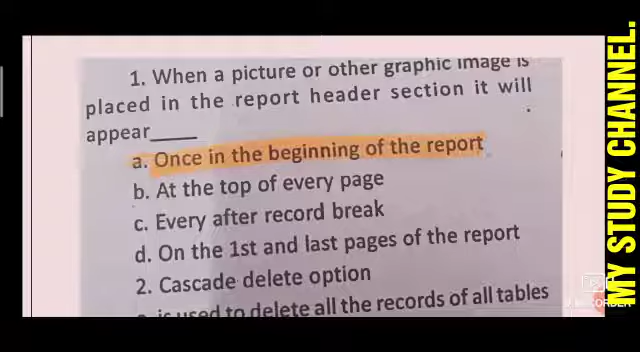 1. When a picture or other graphic image is
placed in the report header section it will
appear____
a. Once in the beginning of the report
b. At the top of every page
c. Every after record break
d. On the 1st and last pages of the report
2. Cascade delete option
a. is used to delete all the records of all tables
MY STUDY CHANNEL.
RECORDER